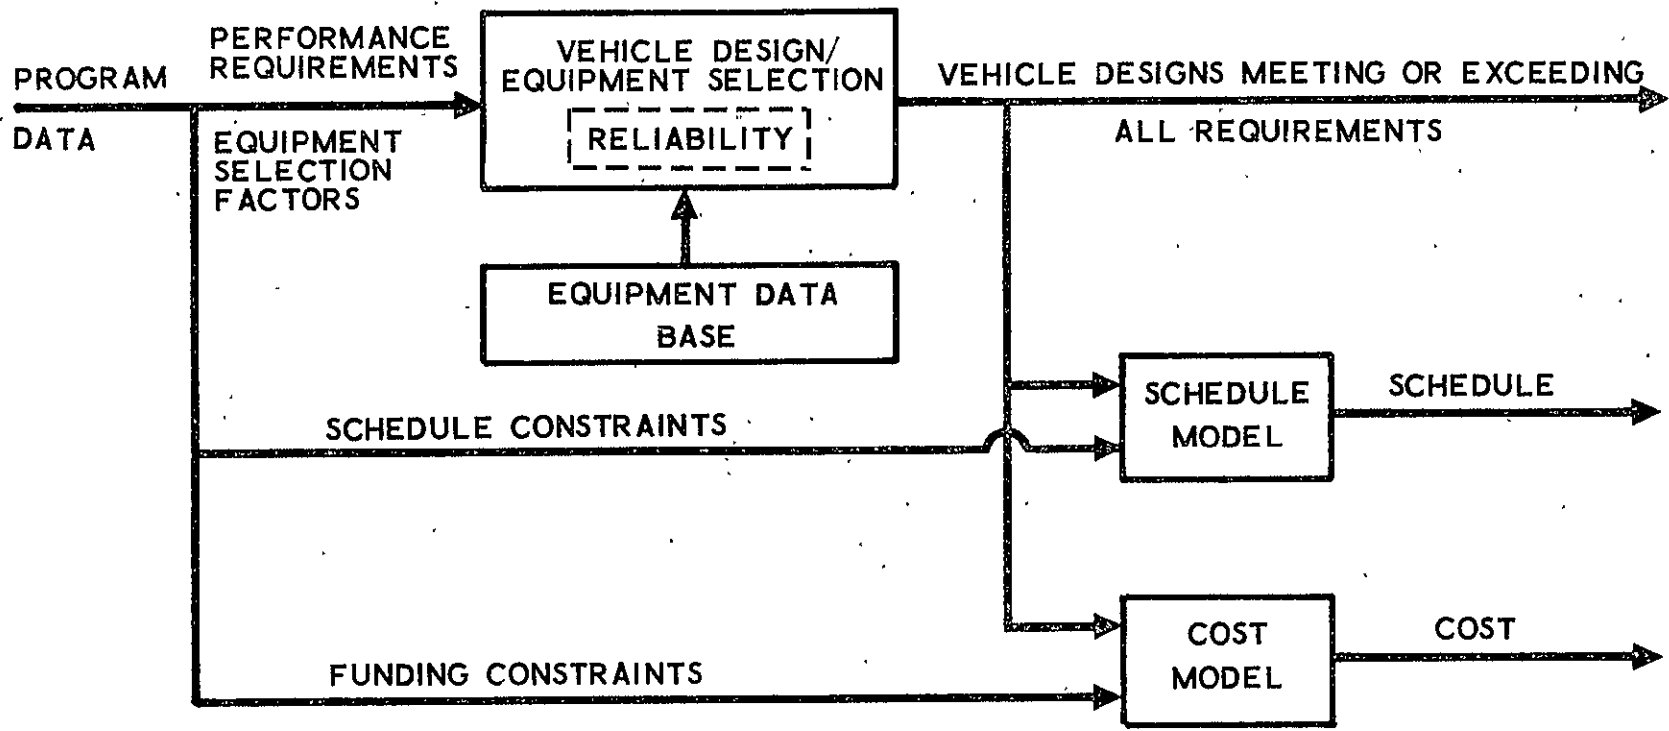 PROGRAM
DATA
PERFORMANCE
REQUIREMENTS
EQUIPMENT
SELECTION
FACTORS
VEHICLE DESIGN/
EQUIPMENT SELECTION
RELIABILITY
EQUIPMENT DATA
BASE
VEHICLE DESIGNS MEETING OR EXCEEDING
ALL REQUIREMENTS
SCHEDULE CONSTRAINTS
SCHEDULE
MODEL
SCHEDULE
FUNDING CONSTRAINTS
COST
MODEL
COST